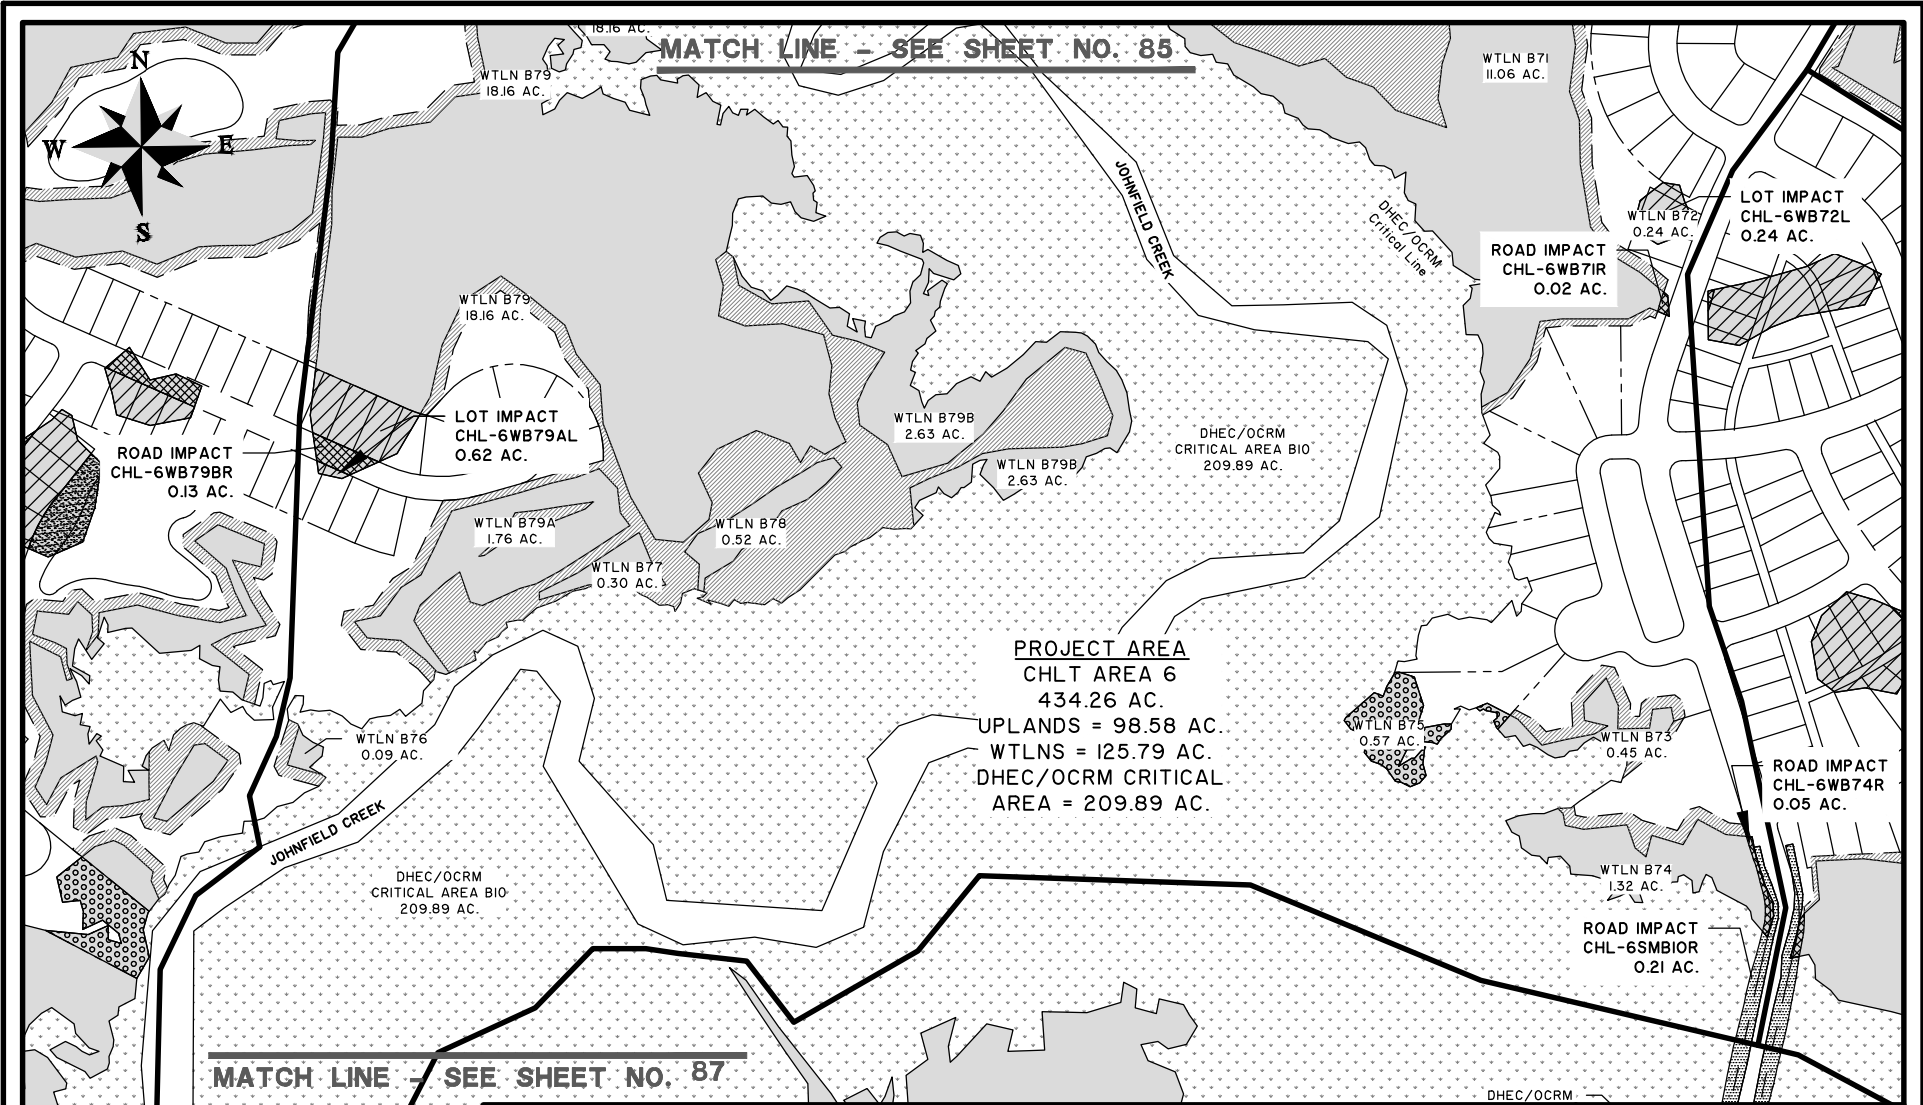 18.16 AC.
MATCH LINE - SEE SHEET NO. 85
N
W
E
S
WTLN B79
18.16 AC.
WTLN B71
11.06 AC.
JOHNFIELD CREEK
DHEC/OCRM
Critical Line
WTLN B72
0.24 AC.
LOT IMPACT
CHL-6WB72L
0.24 AC.
ROAD IMPACT
CHL-6WB71R
0.02 AC.
WTLN B79
18.16 AC.
LOT IMPACT
CHL-6WB79AL
0.62 AC.
ROAD IMPACT
CHL-6WB79BR
0.13 AC.
WTLN B79B
2.63 AC.
WTLN B79B
2.63 AC.
DHEC/OCRM
CRITICAL AREA B10
209.89 AC.
WTLN B79A
1.76 AC.
WTLN B78
0.52 AC.
WTLN B77
0.30 AC.
PROJECT AREA
CHLT AREA 6
434.26 AC.
UPLANDS = 98.58 AC.
WTLNS = 125.79 AC.
DHEC/OCRM CRITICAL
AREA = 209.89 AC.
WTLN B75
0.57 AC.
WTLN B73
0.45 AC.
WTLN B76
0.09 AC.
ROAD IMPACT
CHL-6WB74R
0.05 AC.
JOHNFIELD CREEK
DHEC/OCRM
CRITICAL AREA B10
209.89 AC.
WTLN B74
1.32 AC.
ROAD IMPACT
CHL-6SMB10R
0.21 AC.
MATCH LINE - SEE SHEET NO. 87
DHEC/OCRM